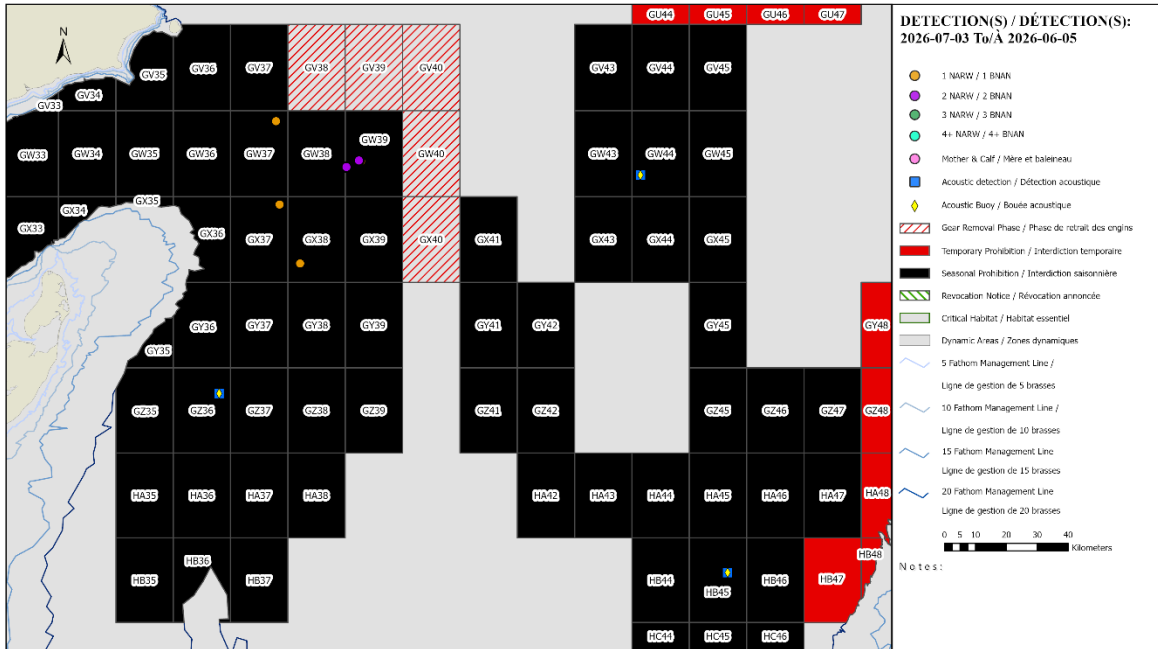 N
GU44 GU45 GU46 GU47
GV33 GV34 GV35 GV36 GV37 GV38 GV39 GV40 GV43 GV44 GV45
GW33 GW34 GW35 GW36 GW37 GW38 GW39 GW40 GW43 GW44 GW45
GX33 GX34 GX35 GX36 GX37 GX38 GX39 GX40 GX41 GX43 GX44 GX45
GY35 GY36 GY37 GY38 GY39 GY41 GY42 GY45 GY48
GZ35 GZ36 GZ37 GZ38 GZ39 GZ41 GZ42 GZ45 GZ46 GZ47 GZ48
HA35 HA36 HA37 HA38 HA42 HA43 HA44 HA45 HA46 HA47 HA48
HB35 HB36 HB37 HB44 HB45 HB46 HB47 HB48
HC44 HC45 HC46
DETECTION(S) / DÉTECTION(S):
2026-07-03 To/À 2026-06-05
1 NARW / 1 BNAN
2 NARW / 2 BNAN
3 NARW / 3 BNAN
4+ NARW / 4+ BNAN
Mother & Calf / Mère et baleineau
Acoustic detection / Détection acoustique
Acoustic Buoy / Bouée acoustique
Gear Removal Phase / Phase de retrait des engins
Temporary Prohibition / Interdiction temporaire
Seasonal Prohibition / Interdiction saisonnière
Revocation Notice / Révocation annoncée
Critical Habitat / Habitat essentiel
Dynamic Areas / Zones dynamiques
5 Fathom Management Line /
Ligne de gestion de 5 brasses
10 Fathom Management Line /
Ligne de gestion de 10 brasses
15 Fathom Management Line
Ligne de gestion de 15 brasses
20 Fathom Management Line
Ligne de gestion de 20 brasses
0 5 10 20 30 40
Kilometers
Notes: